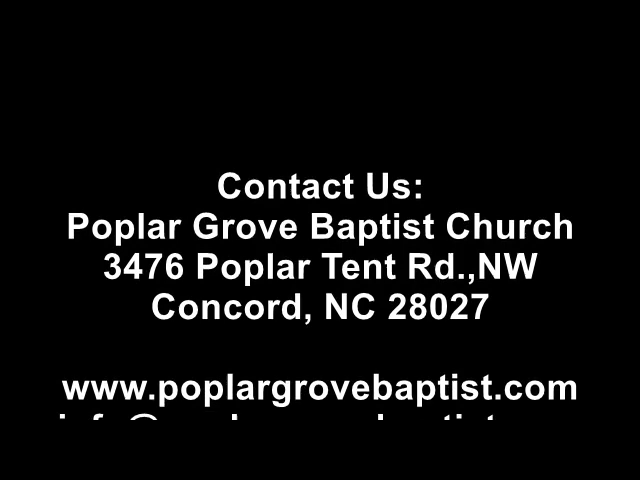 Contact Us:
Poplar Grove Baptist Church
3476 Poplar Tent Rd.,NW
Concord, NC 28027
www.poplargrovebaptist.com